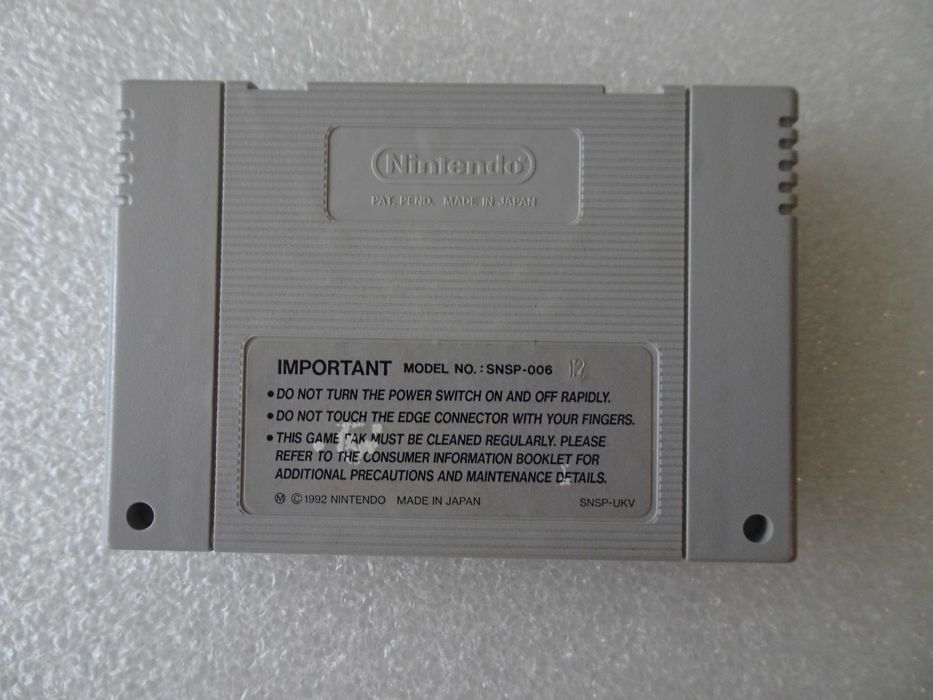 Nintendo®
PAT. PEND. MADE IN JAPAN
IMPORTANT MODEL NO.: SNSP-006 12
• DO NOT TURN THE POWER SWITCH ON AND OFF RAPIDLY.
• DO NOT TOUCH THE EDGE CONNECTOR WITH YOUR FINGERS.
• THIS GAME PAK MUST BE CLEANED REGULARLY. PLEASE
REFER TO THE CONSUMER INFORMATION BOOKLET FOR
ADDITIONAL PRECAUTIONS AND MAINTENANCE DETAILS.
Ⓜ © 1992 NINTENDO MADE IN JAPAN SNSP-UKV